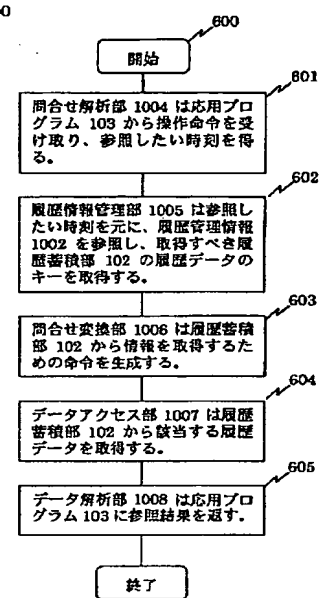 0
600
開始
601
問合せ解析部 1004 は応用プロ
グラム 103 から操作命令を受
け取り、参照したい時刻を得
る。
602
履歴情報管理部 1005 は参照し
たい時刻を元に、履歴管理情報
1002 を参照し、取得すべき履
歴蓄積部 102 の履歴データの
キーを取得する。
603
問合せ変換部 1006 は履歴蓄積
部 102 から情報を取得するた
めの命令を生成する。
604
データアクセス部 1007 は履歴
蓄積部 102 から該当する履歴
データを取得する。
605
データ解析部 1008 は応用プロ
グラム 103 に参照結果を返す。
終了